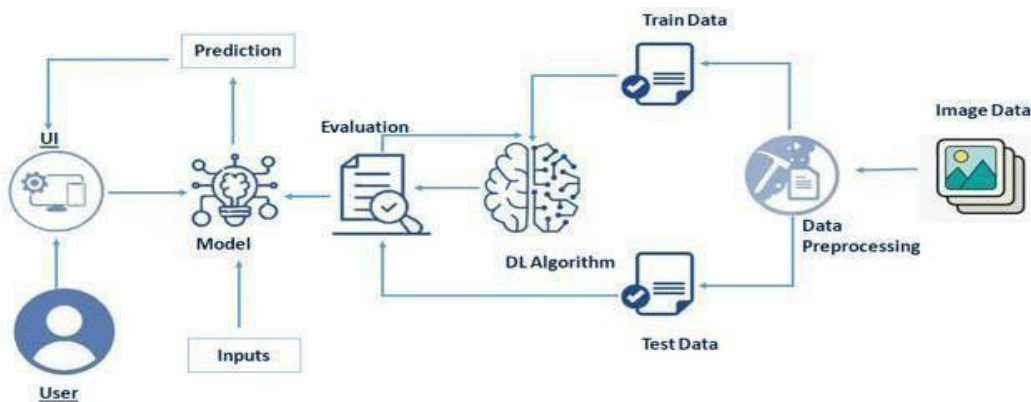 Train Data
Prediction
Image Data
Evaluation
UI
Model
DL Algorithm
Data
Preprocessing
Test Data
Inputs
User